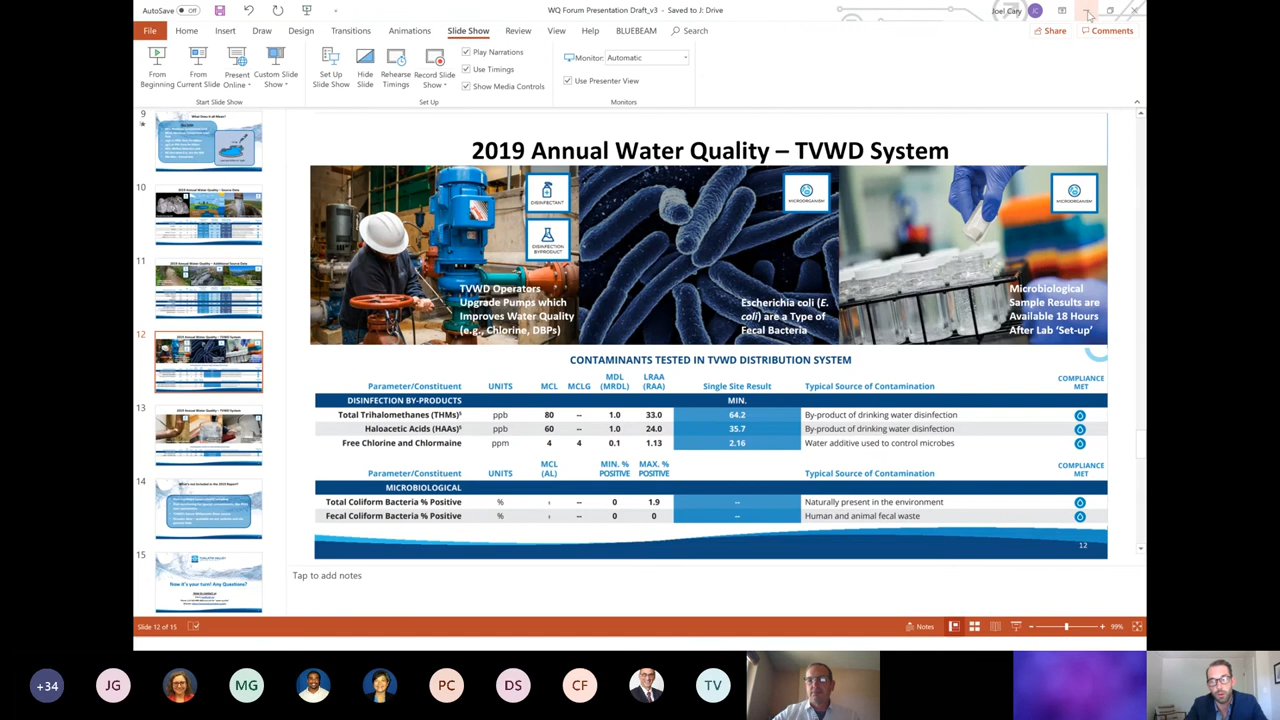 AutoSave Off
WQ Forum Presentation Draft_v3 - Saved to J: Drive
Joel Cary
JC
File Home Insert Draw Design Transitions Animations Slide Show Review View Help BLUEBEAM Search
Share Comments
From Beginning
From Current Slide
Present Online
Custom Slide Show
Set Up Slide Show
Hide Slide
Rehearse Timings
Record Slide Show
Play Narrations
Use Timings
Show Media Controls
Monitor: Automatic
Use Presenter View
Start Slide Show
Set Up
Monitors
9
10
11
12
13
14
15
2019 Annual Water Quality – TVWD System
DISINFECTANT
DISINFECTION
BYPRODUCT
MICROORGANISM
MICROORGANISM
TVWD Operators
Upgrade Pumps which
Improves Water Quality
(e.g., Chlorine, DBPs)
Escherichia coli (E.
coli) are a Type of
Fecal Bacteria
Microbiological
Sample Results are
Available 18 Hours
After Lab 'Set-up'
CONTAMINANTS TESTED IN TVWD DISTRIBUTION SYSTEM
Parameter/Constituent UNITS MCL MCLG MDL (MRDL) LRAA (RAA) Single Site Result Typical Source of Contamination COMPLIANCE MET
DISINFECTION BY-PRODUCTS MIN.
Total Trihalomethanes (THMs)⁵ ppb 80 -- 1.0 33.0 64.2 By-product of drinking water disinfection
Haloacetic Acids (HAAs)⁵ ppb 60 -- 1.0 24.0 35.7 By-product of drinking water disinfection
Free Chlorine and Chlormaine ppm 4 4 0.1 1.13 2.16 Water additive used to control microbes
Parameter/Constituent UNITS MCL (AL) MIN. % POSITIVE MAX. % POSITIVE Typical Source of Contamination COMPLIANCE MET
MICROBIOLOGICAL
Total Coliform Bacteria % Positive % -- 1.9 -- Naturally present in the environment
Fecal Coliform Bacteria % Positive % -- 0 0 -- Human and animal fecal waste
12
Tap to add notes
Slide 12 of 15
Notes
99%
+34 JG MG PC DS CF TV